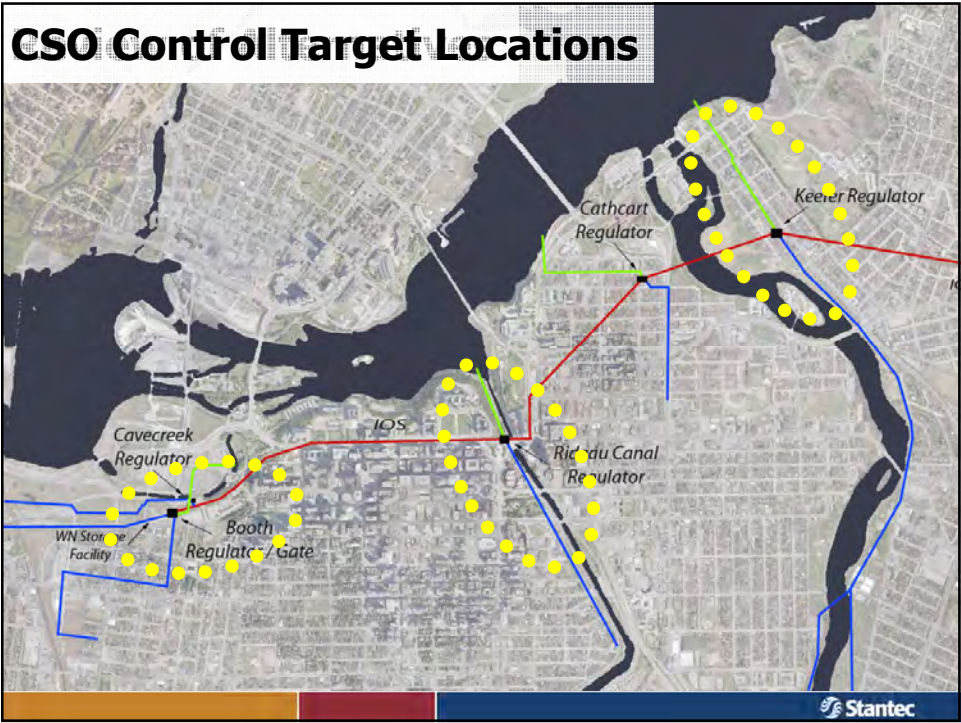 CSO Control Target Locations
Keefer Regulator
Cathcart
Regulator
IOS
Cavecreek
Regulator
Rideau Canal
Regulator
Booth
Regulator / Gate
WN Storage
Facility
Stantec